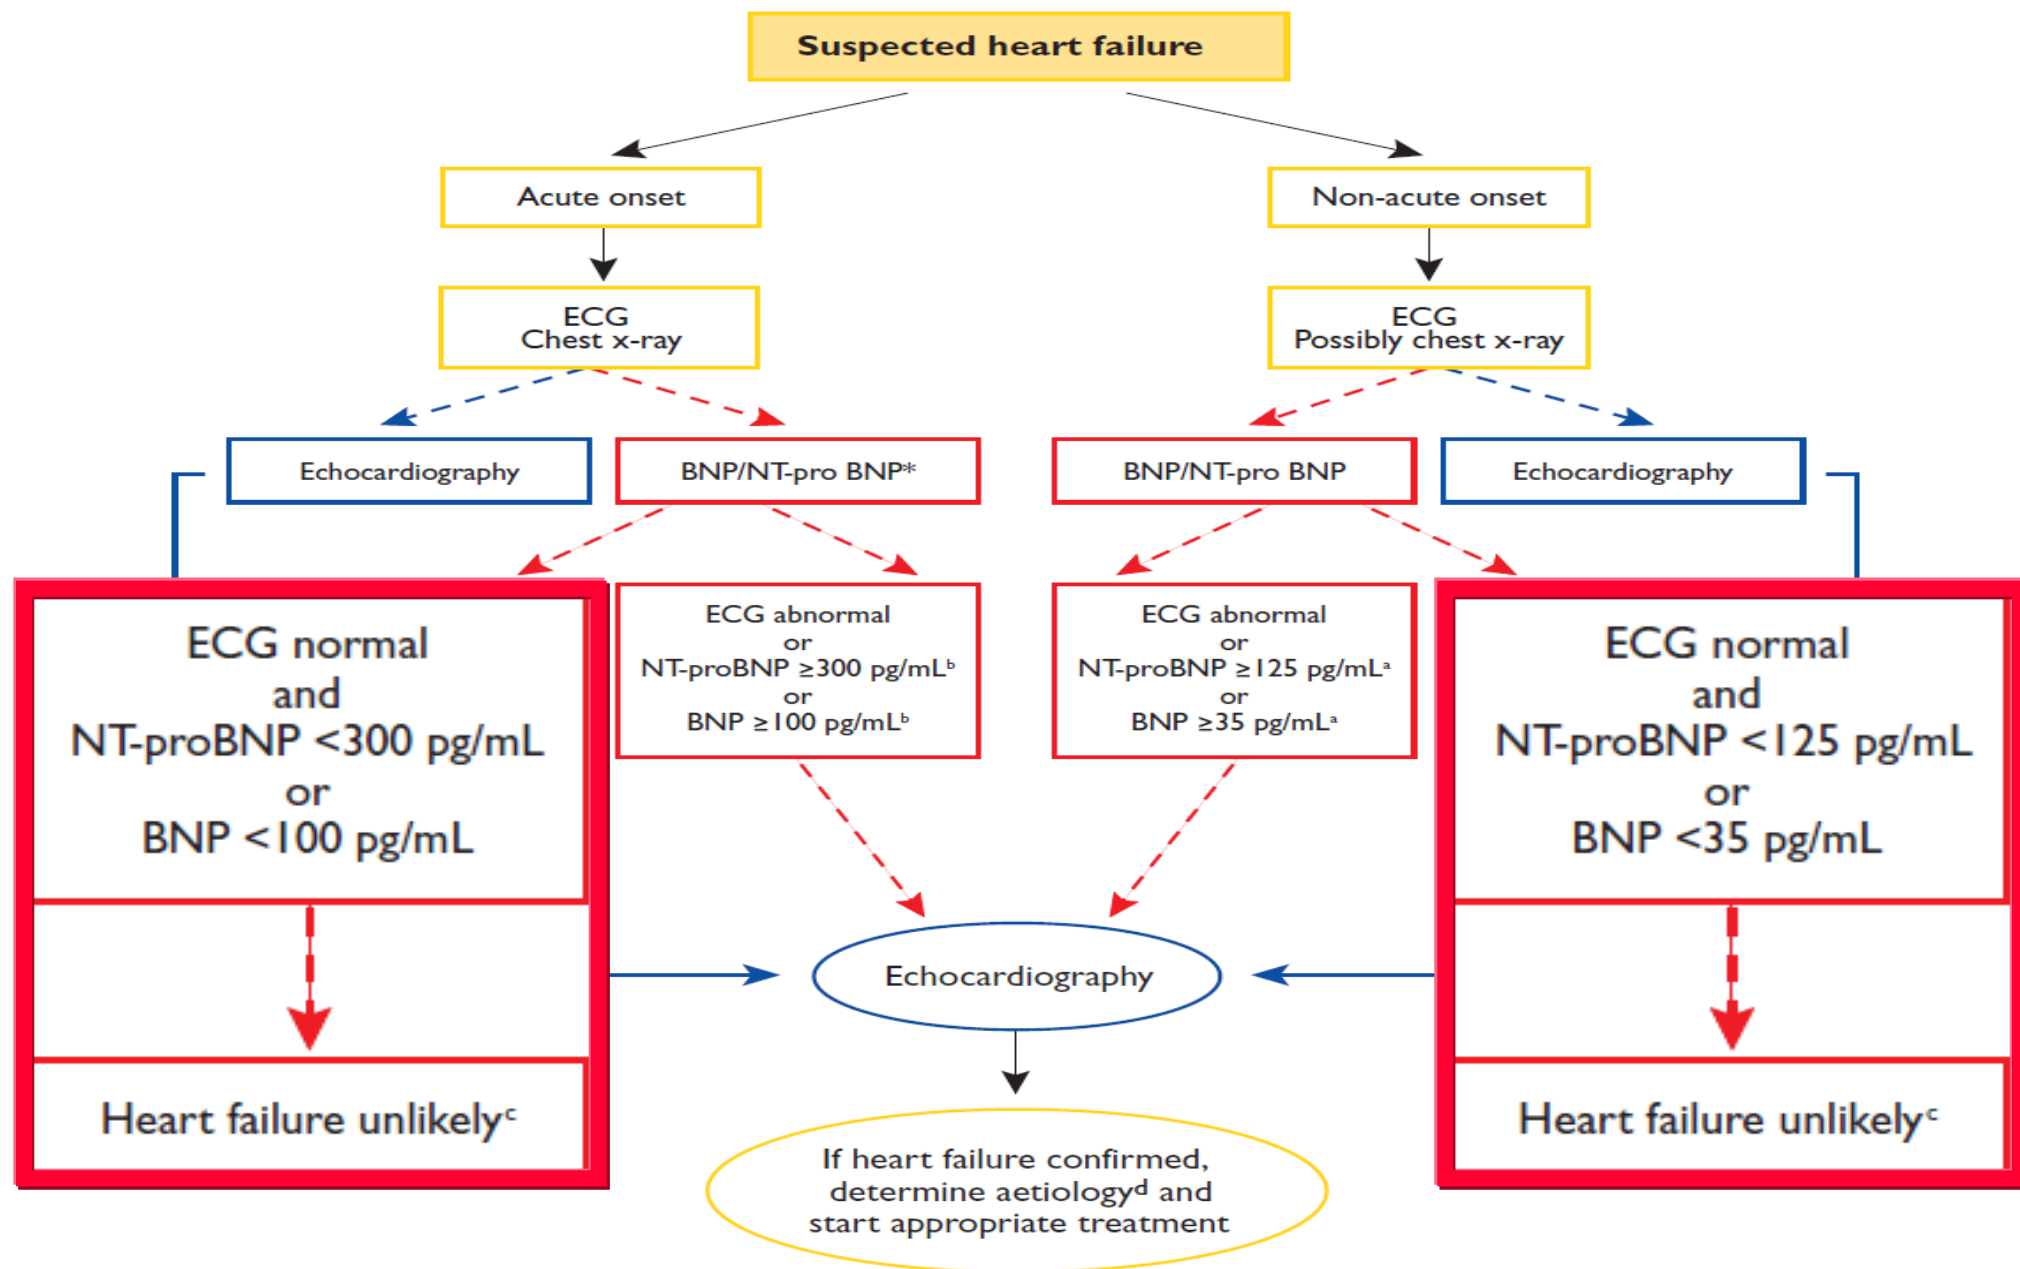 Suspected heart failure
Acute onset
Non-acute onset
ECG
Chest x-ray
ECG
Possibly chest x-ray
Echocardiography
BNP/NT-pro BNP*
BNP/NT-pro BNP
Echocardiography
ECG normal
and
NT-proBNP <300 pg/mL
or
BNP <100 pg/mL
ECG abnormal
or
NT-proBNP ≥300 pg/mLᵇ
or
BNP ≥100 pg/mLᵇ
ECG abnormal
or
NT-proBNP ≥125 pg/mLᵃ
or
BNP ≥35 pg/mLᵃ
ECG normal
and
NT-proBNP <125 pg/mL
or
BNP <35 pg/mL
Echocardiography
Heart failure unlikelyᶜ
Heart failure unlikelyᶜ
If heart failure confirmed,
determine aetiologyᵈ and
start appropriate treatment